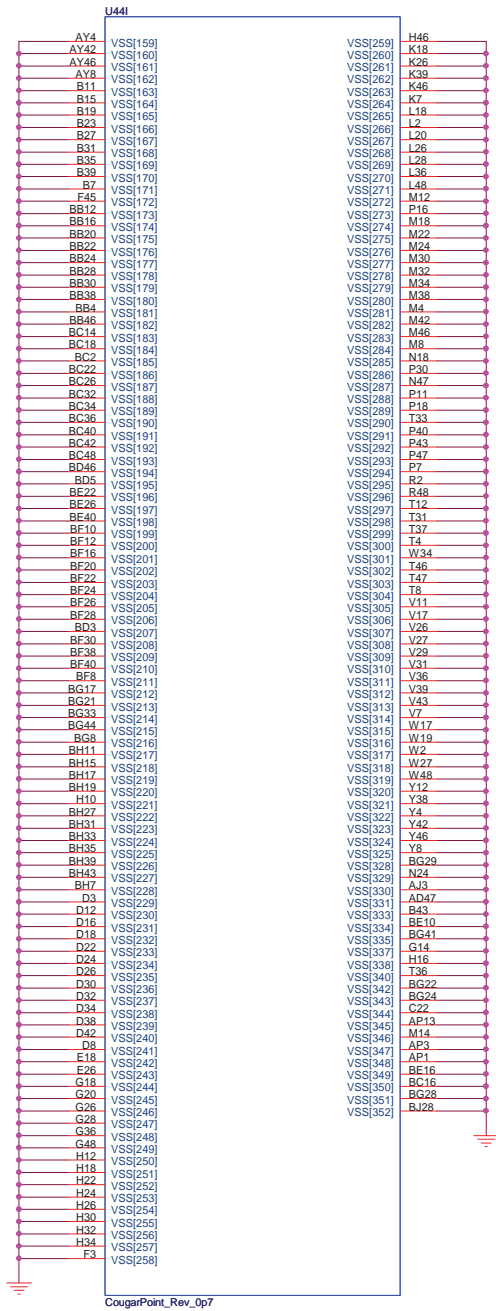 U44I
AY4 VSS[159]
AY42 VSS[160]
AY46 VSS[161]
AY8 VSS[162]
B11 VSS[163]
B15 VSS[164]
B19 VSS[165]
B23 VSS[166]
B27 VSS[167]
B31 VSS[168]
B35 VSS[169]
B39 VSS[170]
B7 VSS[171]
F45 VSS[172]
BB12 VSS[173]
BB16 VSS[174]
BB20 VSS[175]
BB22 VSS[176]
BB24 VSS[177]
BB28 VSS[178]
BB30 VSS[179]
BB38 VSS[180]
BB4 VSS[181]
BB46 VSS[182]
BC14 VSS[183]
BC18 VSS[184]
BC2 VSS[185]
BC22 VSS[186]
BC26 VSS[187]
BC32 VSS[188]
BC34 VSS[189]
BC36 VSS[190]
BC40 VSS[191]
BC42 VSS[192]
BC48 VSS[193]
BD46 VSS[194]
BD5 VSS[195]
BE22 VSS[196]
BE26 VSS[197]
BE40 VSS[198]
BF10 VSS[199]
BF12 VSS[200]
BF16 VSS[201]
BF20 VSS[202]
BF22 VSS[203]
BF24 VSS[204]
BF26 VSS[205]
BF28 VSS[206]
BD3 VSS[207]
BF30 VSS[208]
BF38 VSS[209]
BF40 VSS[210]
BF8 VSS[211]
BG17 VSS[212]
BG21 VSS[213]
BG33 VSS[214]
BG44 VSS[215]
BG8 VSS[216]
BH11 VSS[217]
BH15 VSS[218]
BH17 VSS[219]
BH19 VSS[220]
H10 VSS[221]
BH27 VSS[222]
BH31 VSS[223]
BH33 VSS[224]
BH35 VSS[225]
BH39 VSS[226]
BH43 VSS[227]
BH7 VSS[228]
D3 VSS[229]
D12 VSS[230]
D16 VSS[231]
D18 VSS[232]
D22 VSS[233]
D24 VSS[234]
D26 VSS[235]
D30 VSS[236]
D32 VSS[237]
D34 VSS[238]
D38 VSS[239]
D42 VSS[240]
D8 VSS[241]
E18 VSS[242]
E26 VSS[243]
G18 VSS[244]
G20 VSS[245]
G26 VSS[246]
G28 VSS[247]
G36 VSS[248]
G48 VSS[249]
H12 VSS[250]
H18 VSS[251]
H22 VSS[252]
H24 VSS[253]
H26 VSS[254]
H30 VSS[255]
H32 VSS[256]
H34 VSS[257]
F3 VSS[258]
VSS[259] H46
VSS[260] K18
VSS[261] K26
VSS[262] K39
VSS[263] K46
VSS[264] K7
VSS[265] L18
VSS[266] L2
VSS[267] L20
VSS[268] L26
VSS[269] L28
VSS[270] L36
VSS[271] L48
VSS[272] M12
VSS[273] P16
VSS[274] M18
VSS[275] M22
VSS[276] M24
VSS[277] M30
VSS[278] M32
VSS[279] M34
VSS[280] M38
VSS[281] M4
VSS[282] M42
VSS[283] M46
VSS[284] M8
VSS[285] N18
VSS[286] P30
VSS[287] N47
VSS[288] P11
VSS[289] P18
VSS[290] T33
VSS[291] P40
VSS[292] P43
VSS[293] P47
VSS[294] P7
VSS[295] R2
VSS[296] R48
VSS[297] T12
VSS[298] T31
VSS[299] T37
VSS[300] T4
VSS[301] W34
VSS[302] T46
VSS[303] T47
VSS[304] T8
VSS[305] V11
VSS[306] V17
VSS[307] V26
VSS[308] V27
VSS[309] V29
VSS[310] V31
VSS[311] V36
VSS[312] V39
VSS[313] V43
VSS[314] V7
VSS[315] W17
VSS[316] W19
VSS[317] W2
VSS[318] W27
VSS[319] W48
VSS[320] Y12
VSS[321] Y38
VSS[322] Y4
VSS[323] Y42
VSS[324] Y46
VSS[325] Y8
VSS[328] BG29
VSS[329] N24
VSS[330] AJ3
VSS[331] AD47
VSS[333] B43
VSS[334] BE10
VSS[335] BG41
VSS[337] G14
VSS[338] H16
VSS[340] T36
VSS[342] BG22
VSS[343] BG24
VSS[344] C22
VSS[345] AP13
VSS[346] M14
VSS[347] AP3
VSS[348] AP1
VSS[349] BE16
VSS[350] BC16
VSS[351] BG28
VSS[352] BJ28
CougarPoint_Rev_0p7